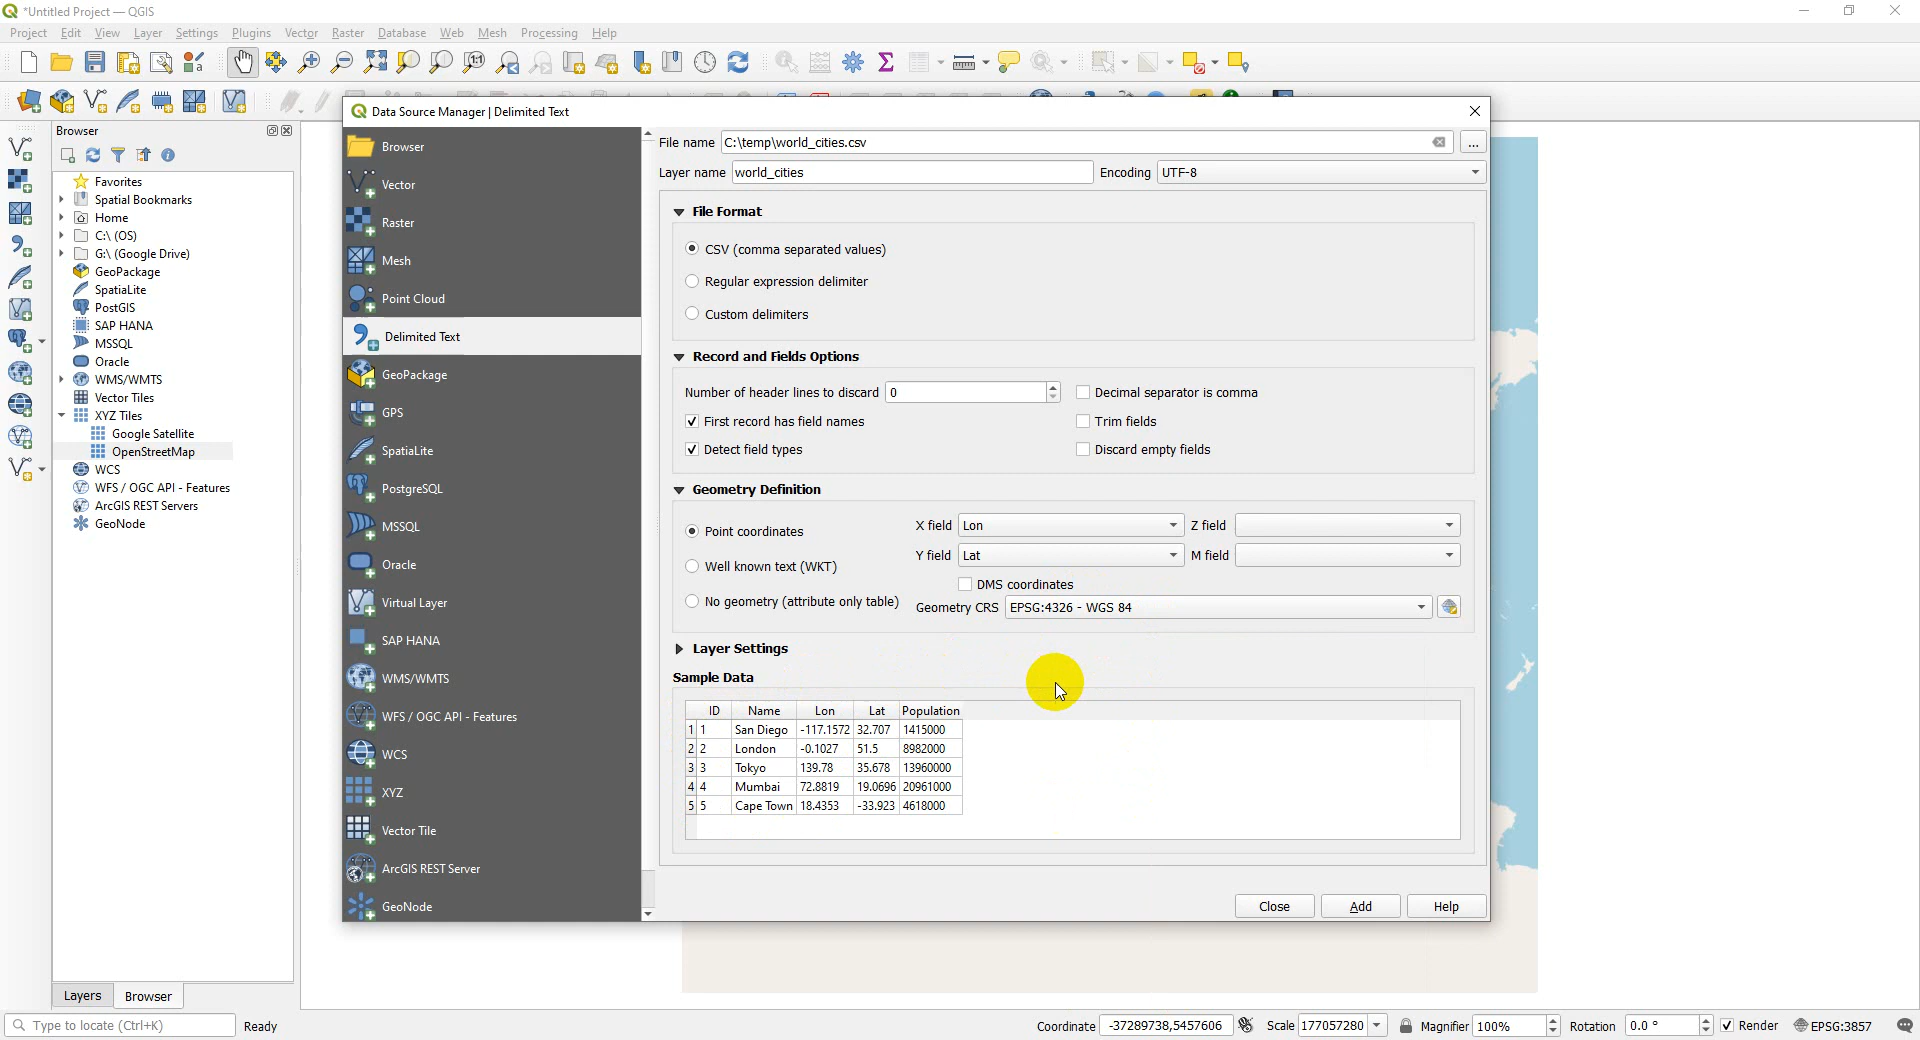 *Untitled Project — QGIS
Project Edit View Layer Settings Plugins Vector Raster Database Web Mesh Processing Help
Browser
Favorites
Spatial Bookmarks
Home
C:\ (OS)
G:\ (Google Drive)
GeoPackage
SpatiaLite
PostGIS
SAP HANA
MSSQL
Oracle
WMS/WMTS
Vector Tiles
XYZ Tiles
Google Satellite
OpenStreetMap
WCS
WFS / OGC API - Features
ArcGIS REST Servers
GeoNode
Layers Browser
Data Source Manager | Delimited Text
Browser
Vector
Raster
Mesh
Point Cloud
Delimited Text
GeoPackage
GPS
SpatiaLite
PostgreSQL
MSSQL
Oracle
Virtual Layer
SAP HANA
WMS/WMTS
WFS / OGC API - Features
WCS
XYZ
Vector Tile
ArcGIS REST Server
GeoNode
File name C:\temp\world_cities.csv ...
Layer name world_cities Encoding UTF-8
File Format
CSV (comma separated values)
Regular expression delimiter
Custom delimiters
Record and Fields Options
Number of header lines to discard 0 Decimal separator is comma
First record has field names Trim fields
Detect field types Discard empty fields
Geometry Definition
Point coordinates X field Lon Z field
Y field Lat M field
Well known text (WKT)
DMS coordinates
No geometry (attribute only table) Geometry CRS EPSG:4326 - WGS 84
Layer Settings
Sample Data
ID Name Lon Lat Population
1 1 San Diego -117.1572 32.707 1415000
2 2 London -0.1027 51.5 8982000
3 3 Tokyo 139.78 35.678 13960000
4 4 Mumbai 72.8819 19.0696 20961000
5 5 Cape Town 18.4353 -33.923 4618000
Close Add Help
Type to locate (Ctrl+K) Ready Coordinate -37289738,5457606 Scale 177057280 Magnifier 100% Rotation 0.0 ° Render EPSG:3857